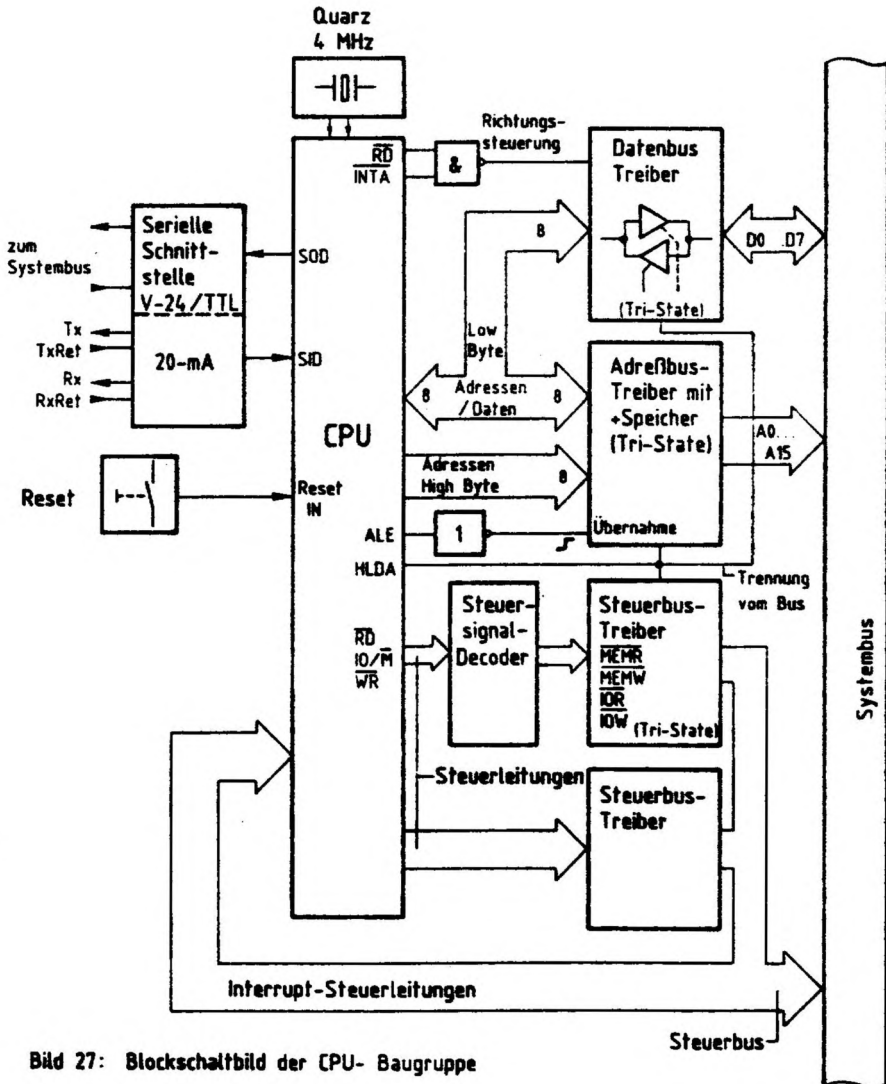 Quarz
4 MHz
Richtungs-
steuerung
RD
INTA
&
Datenbus
Treiber
(Tri-State)
8
D0 ..D7
zum
Systembus
Serielle
Schnitt-
stelle
V-24/TTL
20-mA
SOD
SID
Tx
TxRet
Rx
RxRet
Low
Byte
8
Adressen
/Daten
8
Adreßbus-
Treiber mit
+Speicher
(Tri-State)
A0...
A15
CPU
Adressen
High Byte
8
Reset
Reset
IN
ALE
1
Übernahme
HLDA
Trennung
vom Bus
RD
IO/M
WR
Steuer-
signal-
Decoder
Steuerbus-
Treiber
MEMR
MEMW
IOR
IOW
(Tri-State)
Systembus
Steuerleitungen
Steuerbus-
Treiber
Interrupt-Steuerleitungen
Steuerbus
Bild 27: Blockschaltbild der CPU- Baugruppe